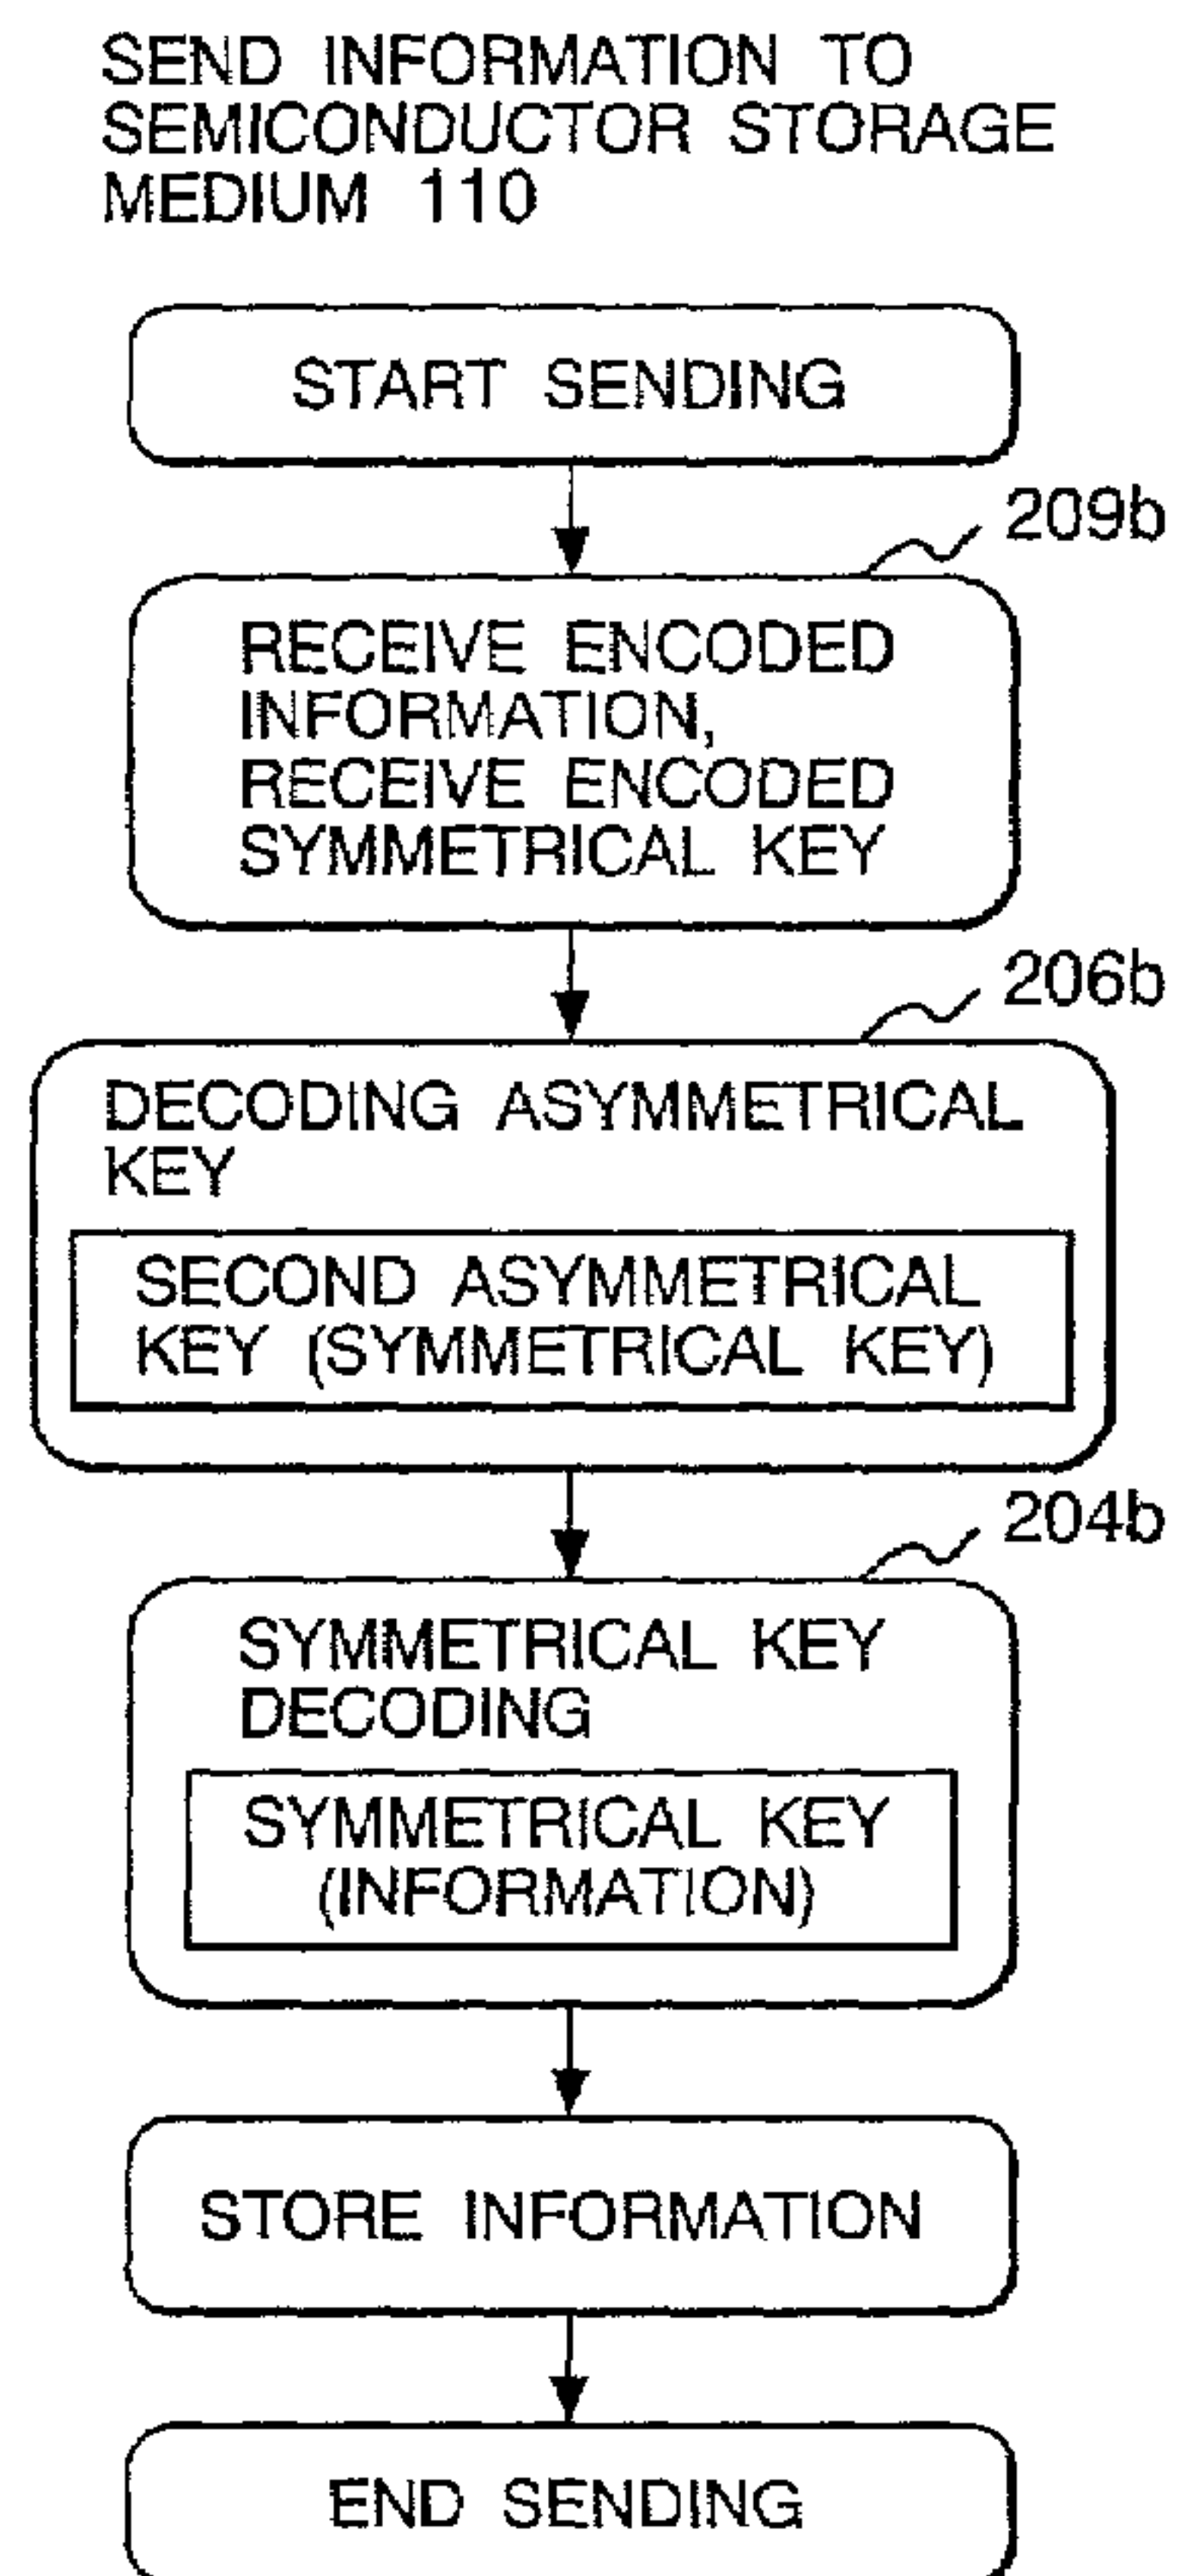 SEND INFORMATION TO
SEMICONDUCTOR STORAGE
MEDIUM 110
START SENDING
209b
RECEIVE ENCODED
INFORMATION,
RECEIVE ENCODED
SYMMETRICAL KEY
206b
DECODING ASYMMETRICAL
KEY
SECOND ASYMMETRICAL
KEY (SYMMETRICAL KEY)
204b
SYMMETRICAL KEY
DECODING
SYMMETRICAL KEY
(INFORMATION)
STORE INFORMATION
END SENDING